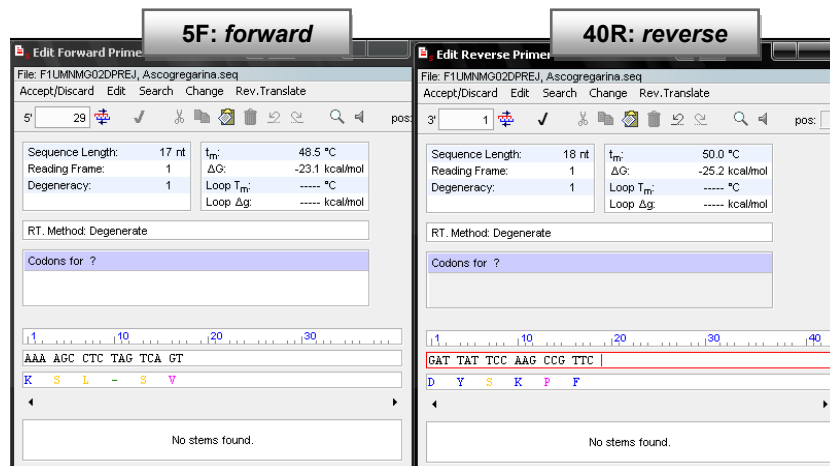 5F: forward
Edit Forward Prime
File: F1UMNMG02DPREJ, Ascogregarina.seq
Accept/Discard Edit Search Change Rev.Translate
5' 29 pos:
Sequence Length: 17 nt
Reading Frame: 1
Degeneracy: 1
tm: 48.5 °C
ΔG: -23.1 kcal/mol
Loop Tm: ----- °C
Loop Δg: ----- kcal/mol
RT. Method: Degenerate
Codons for ?
1 10 20 30
AAA AGC CTC TAG TCA GT
K S L - S V
No stems found.
40R: reverse
Edit Reverse Primer
File: F1UMNMG02DPREJ, Ascogregarina.seq
Accept/Discard Edit Search Change Rev.Translate
3' 1 pos:
Sequence Length: 18 nt
Reading Frame: 1
Degeneracy: 1
tm: 50.0 °C
ΔG: -25.2 kcal/mol
Loop Tm: ----- °C
Loop Δg: ----- kcal/mol
RT. Method: Degenerate
Codons for ?
1 10 20 30 40
GAT TAT TCC AAG CCG TTC
D Y S K P F
No stems found.